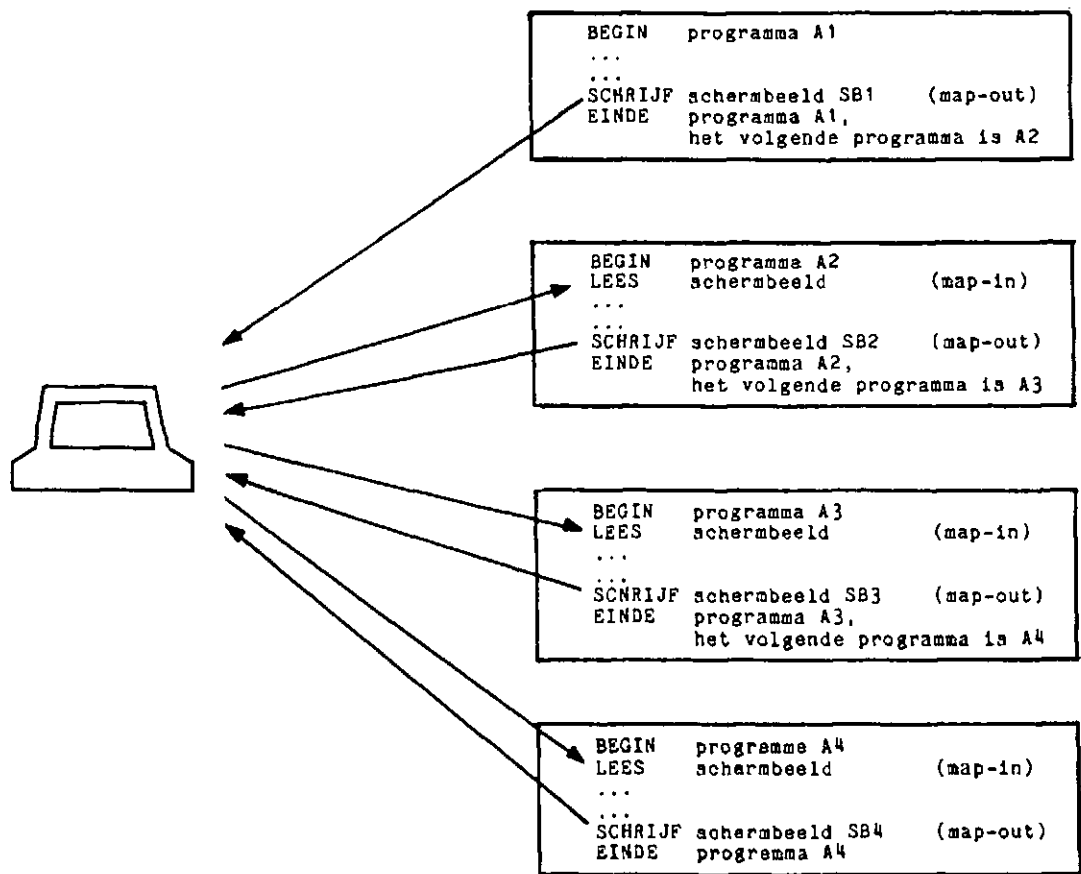 BEGIN programma A1
...
...
SCHRIJF schermbeeld SB1 (map-out)
EINDE programma A1,
het volgende programma is A2
BEGIN programma A2
LEES schermbeeld (map-in)
...
...
SCHRIJF schermbeeld SB2 (map-out)
EINDE programma A2,
het volgende programma is A3
BEGIN programma A3
LEES schermbeeld (map-in)
...
...
SCHRIJF schermbeeld SB3 (map-out)
EINDE programma A3,
het volgende programma is A4
BEGIN programma A4
LEES schermbeeld (map-in)
...
...
SCHRIJF schermbeeld SB4 (map-out)
EINDE programma A4